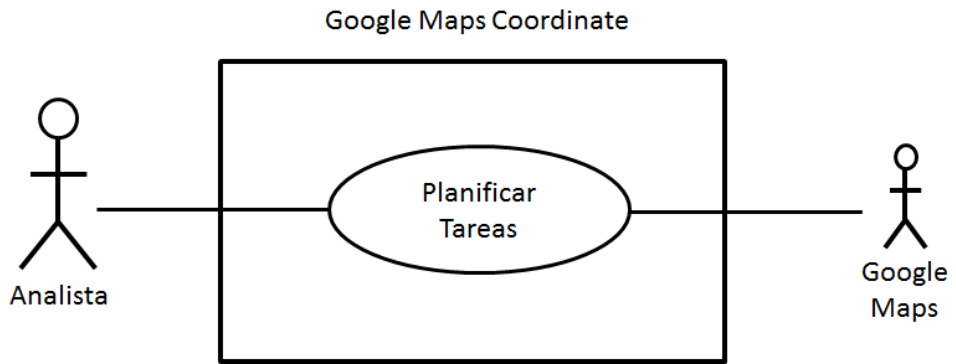 Google Maps Coordinate
Planificar
Tareas
Analista
Google
Maps